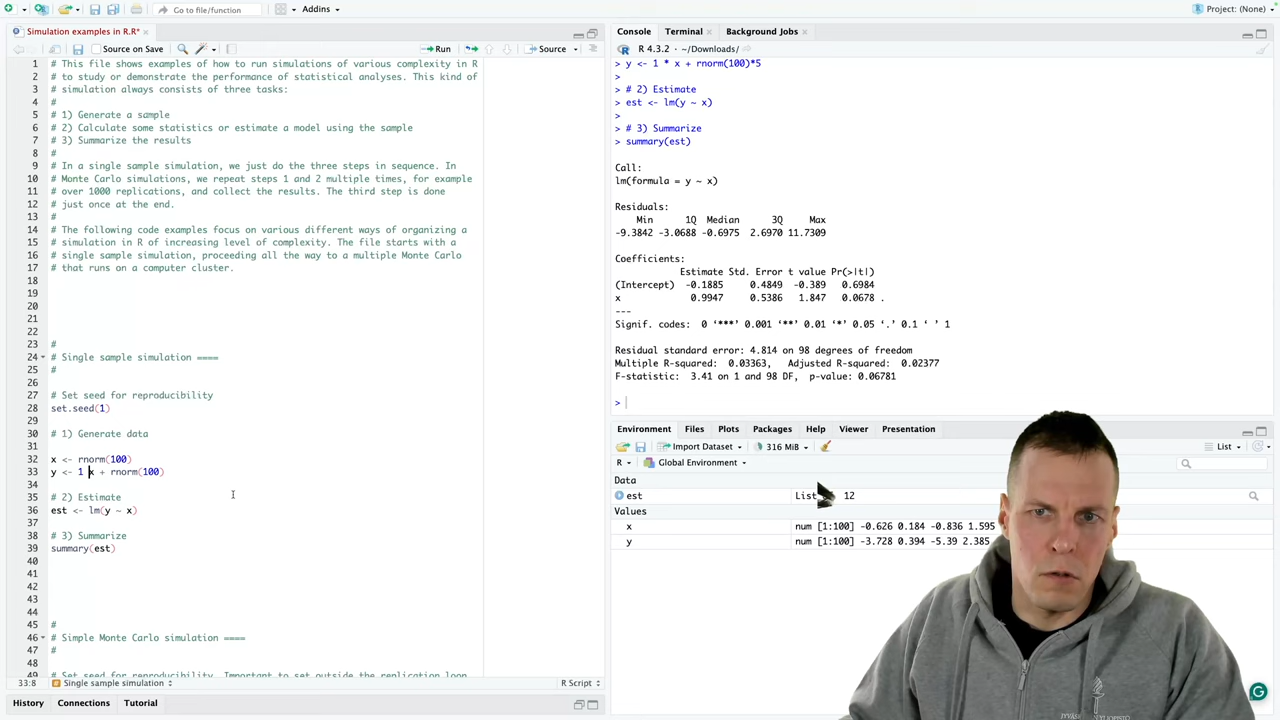 Go to file/function
Addins
Project: (None)
Simulation examples in R.R*
Source on Save
Run
Source
1 # This file shows examples of how to run simulations of various complexity in R
2 # to study or demonstrate the performance of statistical analyses. This kind of
3 # simulation always consists of three tasks:
4 #
5 # 1) Generate a sample
6 # 2) Calculate some statistics or estimate a model using the sample
7 # 3) Summarize the results
8 #
9 # In a single sample simulation, we just do the three steps in sequence. In
10 # Monte Carlo simulations, we repeat steps 1 and 2 multiple times, for example
11 # over 1000 replications, and collect the results. The third step is done
12 # just once at the end.
13 #
14 # The following code examples focus on various different ways of organizing a
15 # simulation in R of increasing level of complexity. The file starts with a
16 # single sample simulation, proceeding all the way to a multiple Monte Carlo
17 # that runs on a computer cluster.
18
19
20
21
22
23 #
24 # Single sample simulation ====
25 #
26
27 # Set seed for reproducibility
28 set.seed(1)
29
30 # 1) Generate data
31
32 x <- rnorm(100)
33 y <- 1 x + rnorm(100)
34
35 # 2) Estimate
36 est <- lm(y ~ x)
37
38 # 3) Summarize
39 summary(est)
40
41
42
43
44
45 #
46 # Simple Monte Carlo simulation ====
47 #
48
# Set seed for reproducibility. Important to set outside the replication loop
33:8 Single sample simulation R Script
History Connections Tutorial
Console Terminal Background Jobs
R 4.3.2 · ~/Downloads/
> y <- 1 * x + rnorm(100)*5
>
> # 2) Estimate
> est <- lm(y ~ x)
>
> # 3) Summarize
> summary(est)
Call:
lm(formula = y ~ x)
Residuals:
Min 1Q Median 3Q Max
-9.3842 -3.0688 -0.6975 2.6970 11.7309
Coefficients:
Estimate Std. Error t value Pr(>|t|)
(Intercept) -0.1885 0.4849 -0.389 0.6984
x 0.9947 0.5386 1.847 0.0678 .
---
Signif. codes: 0 ‘***’ 0.001 ‘**’ 0.01 ‘*’ 0.05 ‘.’ 0.1 ‘ ’ 1
Residual standard error: 4.814 on 98 degrees of freedom
Multiple R-squared: 0.03363, Adjusted R-squared: 0.02377
F-statistic: 3.41 on 1 and 98 DF, p-value: 0.06781
>
Environment Files Plots Packages Help Viewer Presentation
Import Dataset 316 MiB List
R Global Environment
Data
est List 12
Values
x num [1:100] -0.626 0.184 -0.836 1.595
y num [1:100] -3.728 0.394 -5.39 2.385